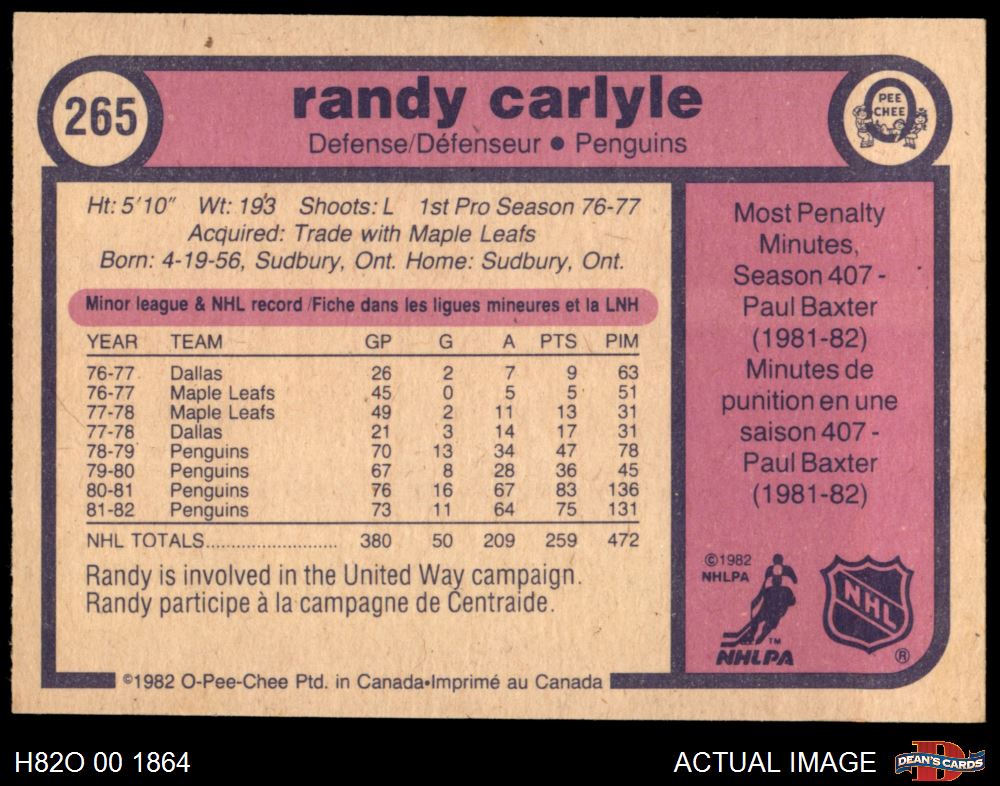 265
randy carlyle
Defense/Défenseur • Penguins
O
PEE
CHEE
Ht: 5'10" Wt: 193 Shoots: L 1st Pro Season 76-77
Acquired: Trade with Maple Leafs
Born: 4-19-56, Sudbury, Ont. Home: Sudbury, Ont.
Minor league & NHL record/Fiche dans les ligues mineures et la LNH
YEAR TEAM GP G A PTS PIM
76-77 Dallas 26 2 7 9 63
76-77 Maple Leafs 45 0 5 5 51
77-78 Maple Leafs 49 2 11 13 31
77-78 Dallas 21 3 14 17 31
78-79 Penguins 70 13 34 47 78
79-80 Penguins 67 8 28 36 45
80-81 Penguins 76 16 67 83 136
81-82 Penguins 73 11 64 75 131
NHL TOTALS........................ 380 50 209 259 472
Randy is involved in the United Way campaign.
Randy participe à la campagne de Centraide.
Most Penalty
Minutes,
Season 407 -
Paul Baxter
(1981-82)
Minutes de
punition en une
saison 407 -
Paul Baxter
(1981-82)
©1982
NHLPA
TM
NHLPA
NHL
®
©1982 O-Pee-Chee Ptd. in Canada•Imprimé au Canada
H82O 00 1864
ACTUAL IMAGE
D
DEAN'S CARDS